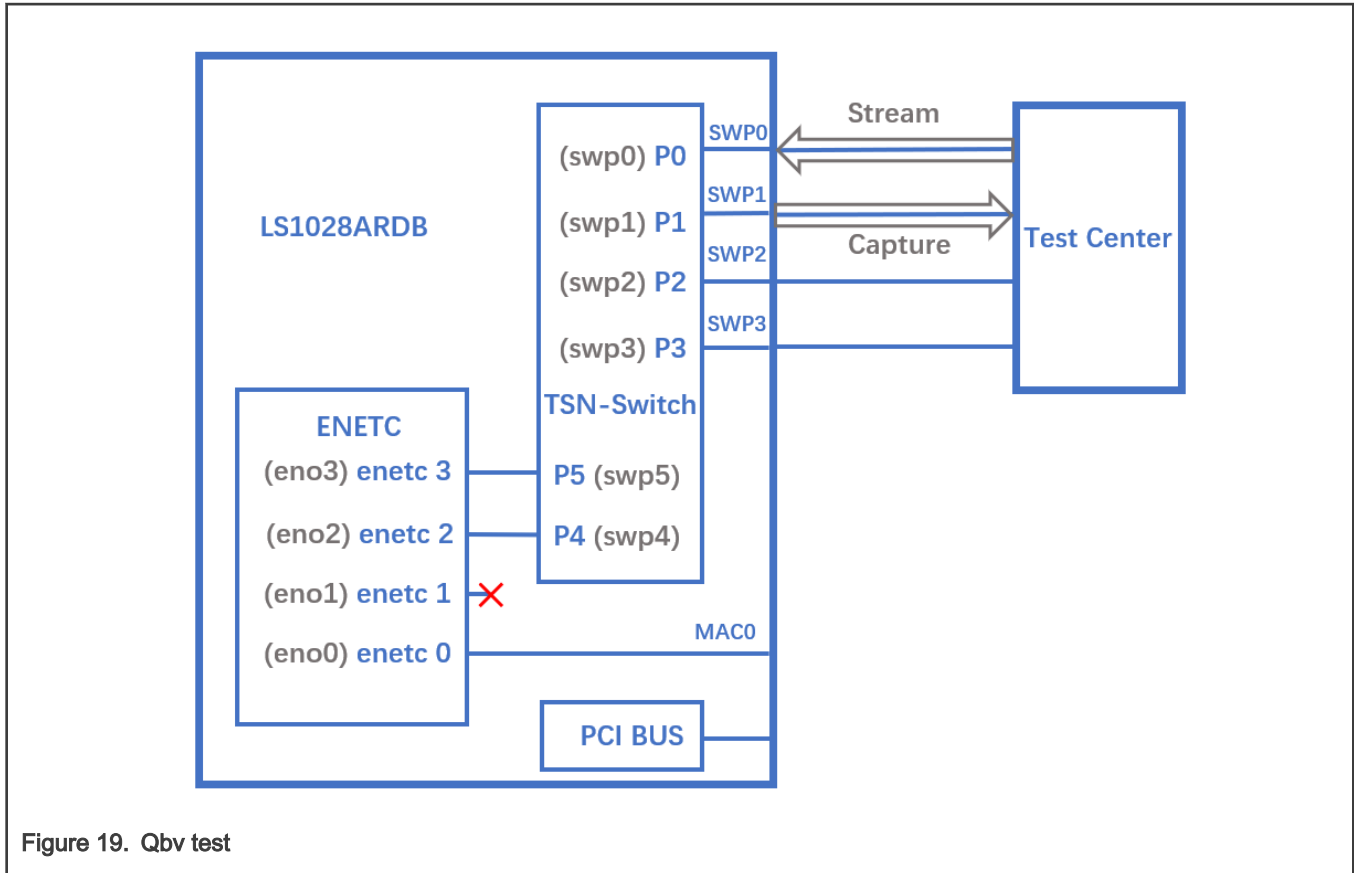 Stream
SWP0
(swp0) P0
SWP1
LS1028ARDB
(swp1) P1
Capture
Test Center
SWP2
(swp2) P2
SWP3
(swp3) P3
TSN-Switch
ENETC
(eno3) enetc 3
P5 (swp5)
(eno2) enetc 2
P4 (swp4)
(eno1) enetc 1
MAC0
(eno0) enetc 0
PCI BUS
Figure 19. Qbv test